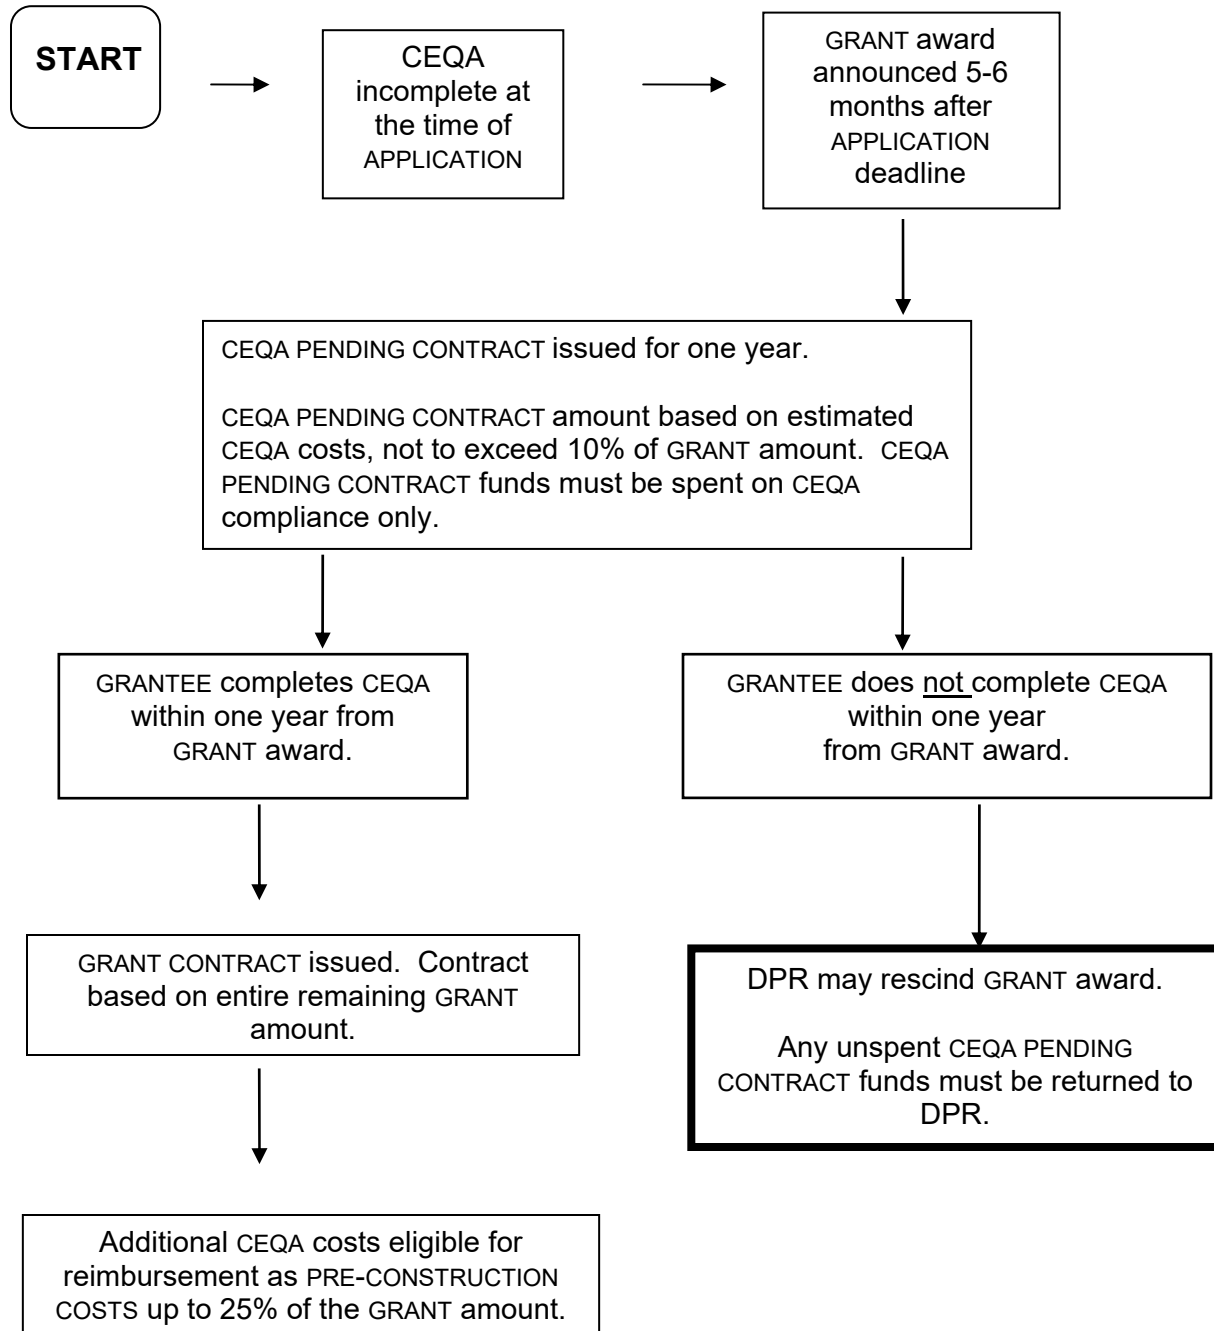 START
CEQA
incomplete at
the time of
APPLICATION
GRANT award
announced 5-6
months after
APPLICATION
deadline
CEQA PENDING CONTRACT issued for one year.
CEQA PENDING CONTRACT amount based on estimated
CEQA costs, not to exceed 10% of GRANT amount.  CEQA
PENDING CONTRACT funds must be spent on CEQA
compliance only.
GRANTEE completes CEQA
within one year from
GRANT award.
GRANTEE does not complete CEQA
within one year
from GRANT award.
GRANT CONTRACT issued.  Contract
based on entire remaining GRANT
amount.
DPR may rescind GRANT award.
Any unspent CEQA PENDING
CONTRACT funds must be returned to
DPR.
Additional CEQA costs eligible for
reimbursement as PRE-CONSTRUCTION
COSTS up to 25% of the GRANT amount.